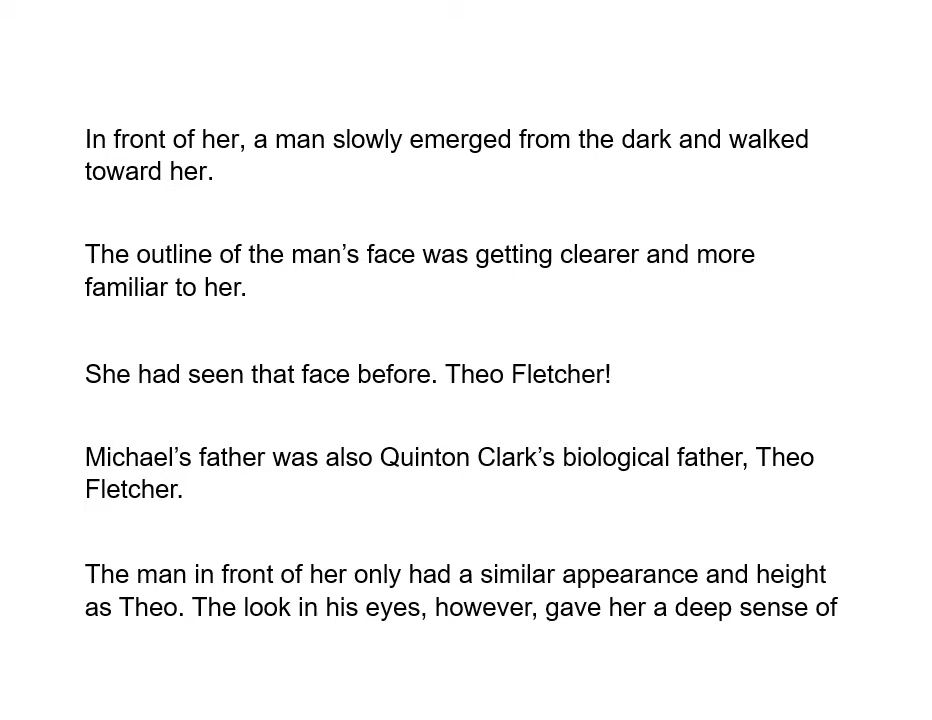 In front of her, a man slowly emerged from the dark and walked
toward her.
The outline of the man’s face was getting clearer and more
familiar to her.
She had seen that face before. Theo Fletcher!
Michael’s father was also Quinton Clark’s biological father, Theo
Fletcher.
The man in front of her only had a similar appearance and height
as Theo. The look in his eyes, however, gave her a deep sense of